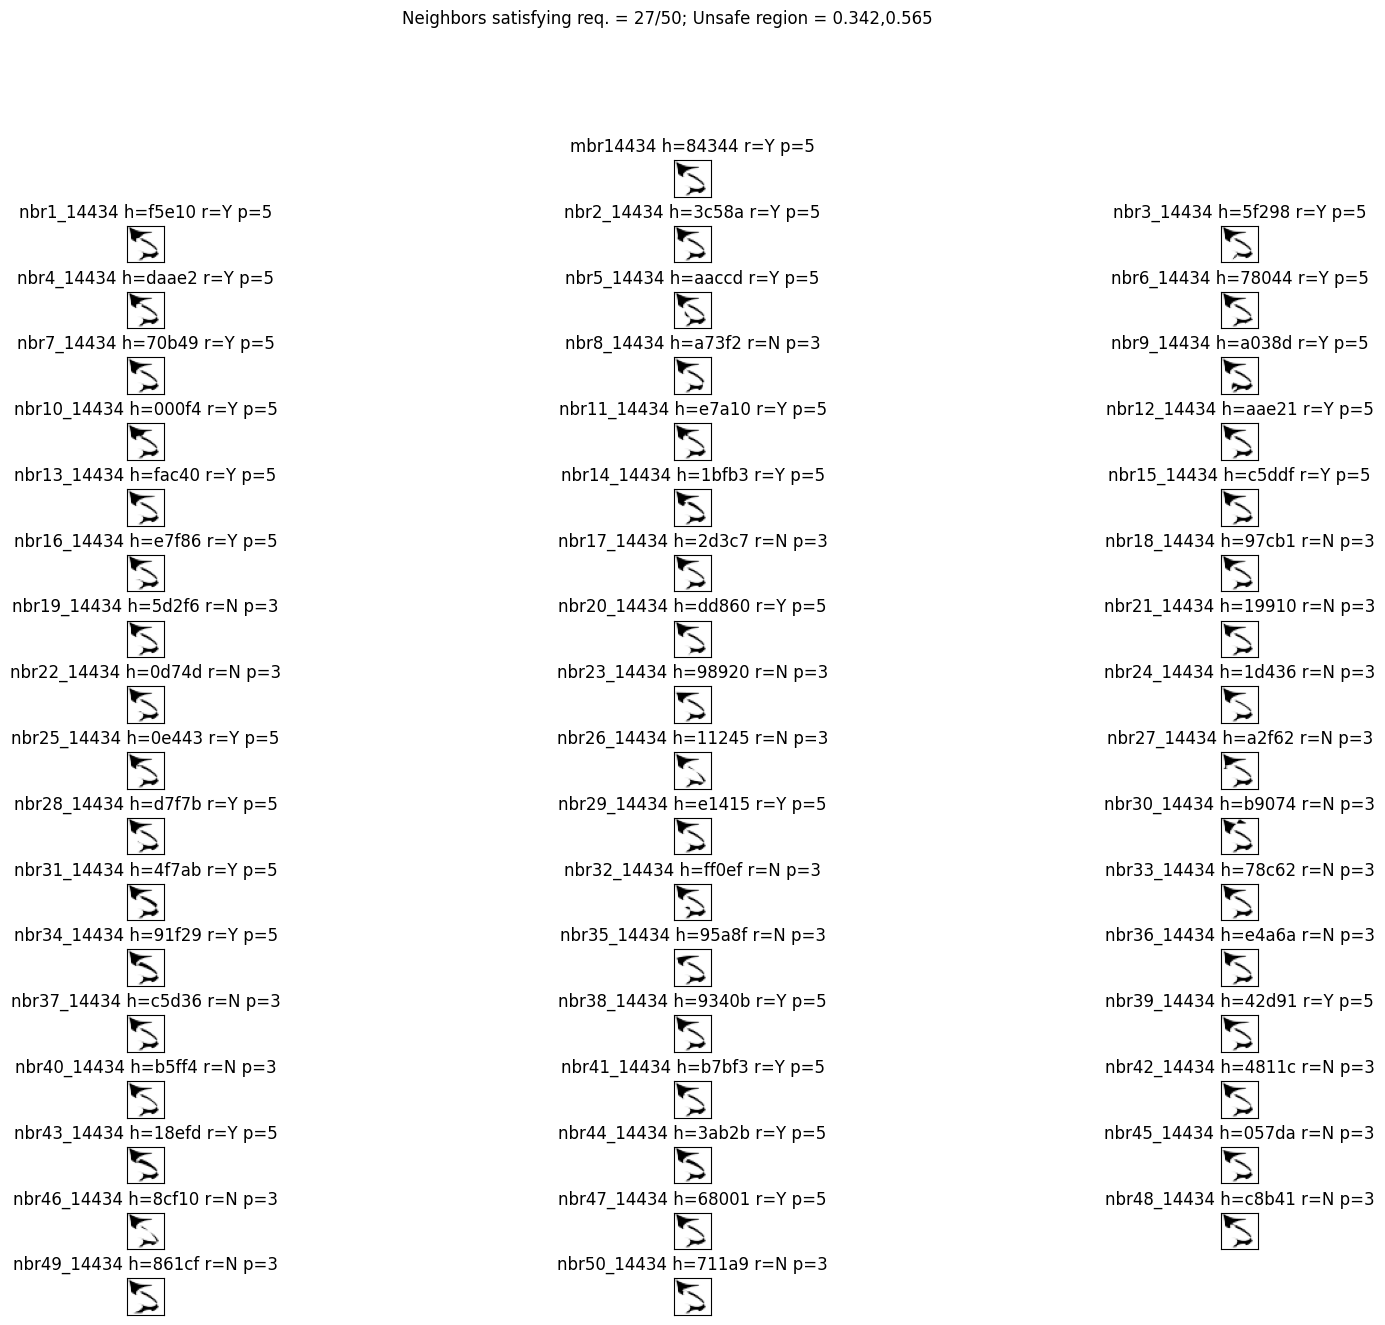 Neighbors satisfying req. = 27/50; Unsafe region = 0.342,0.565
mbr14434 h=84344 r=Y p=5
nbr1_14434 h=f5e10 r=Y p=5 nbr2_14434 h=3c58a r=Y p=5 nbr3_14434 h=5f298 r=Y p=5
nbr4_14434 h=daae2 r=Y p=5 nbr5_14434 h=aaccd r=Y p=5 nbr6_14434 h=78044 r=Y p=5
nbr7_14434 h=70b49 r=Y p=5 nbr8_14434 h=a73f2 r=N p=3 nbr9_14434 h=a038d r=Y p=5
nbr10_14434 h=000f4 r=Y p=5 nbr11_14434 h=e7a10 r=Y p=5 nbr12_14434 h=aae21 r=Y p=5
nbr13_14434 h=fac40 r=Y p=5 nbr14_14434 h=1bfb3 r=Y p=5 nbr15_14434 h=c5ddf r=Y p=5
nbr16_14434 h=e7f86 r=Y p=5 nbr17_14434 h=2d3c7 r=N p=3 nbr18_14434 h=97cb1 r=N p=3
nbr19_14434 h=5d2f6 r=N p=3 nbr20_14434 h=dd860 r=Y p=5 nbr21_14434 h=19910 r=N p=3
nbr22_14434 h=0d74d r=N p=3 nbr23_14434 h=98920 r=N p=3 nbr24_14434 h=1d436 r=N p=3
nbr25_14434 h=0e443 r=Y p=5 nbr26_14434 h=11245 r=N p=3 nbr27_14434 h=a2f62 r=N p=3
nbr28_14434 h=d7f7b r=Y p=5 nbr29_14434 h=e1415 r=Y p=5 nbr30_14434 h=b9074 r=N p=3
nbr31_14434 h=4f7ab r=Y p=5 nbr32_14434 h=ff0ef r=N p=3 nbr33_14434 h=78c62 r=N p=3
nbr34_14434 h=91f29 r=Y p=5 nbr35_14434 h=95a8f r=N p=3 nbr36_14434 h=e4a6a r=N p=3
nbr37_14434 h=c5d36 r=N p=3 nbr38_14434 h=9340b r=Y p=5 nbr39_14434 h=42d91 r=Y p=5
nbr40_14434 h=b5ff4 r=N p=3 nbr41_14434 h=b7bf3 r=Y p=5 nbr42_14434 h=4811c r=N p=3
nbr43_14434 h=18efd r=Y p=5 nbr44_14434 h=3ab2b r=Y p=5 nbr45_14434 h=057da r=N p=3
nbr46_14434 h=8cf10 r=N p=3 nbr47_14434 h=68001 r=Y p=5 nbr48_14434 h=c8b41 r=N p=3
nbr49_14434 h=861cf r=N p=3 nbr50_14434 h=711a9 r=N p=3